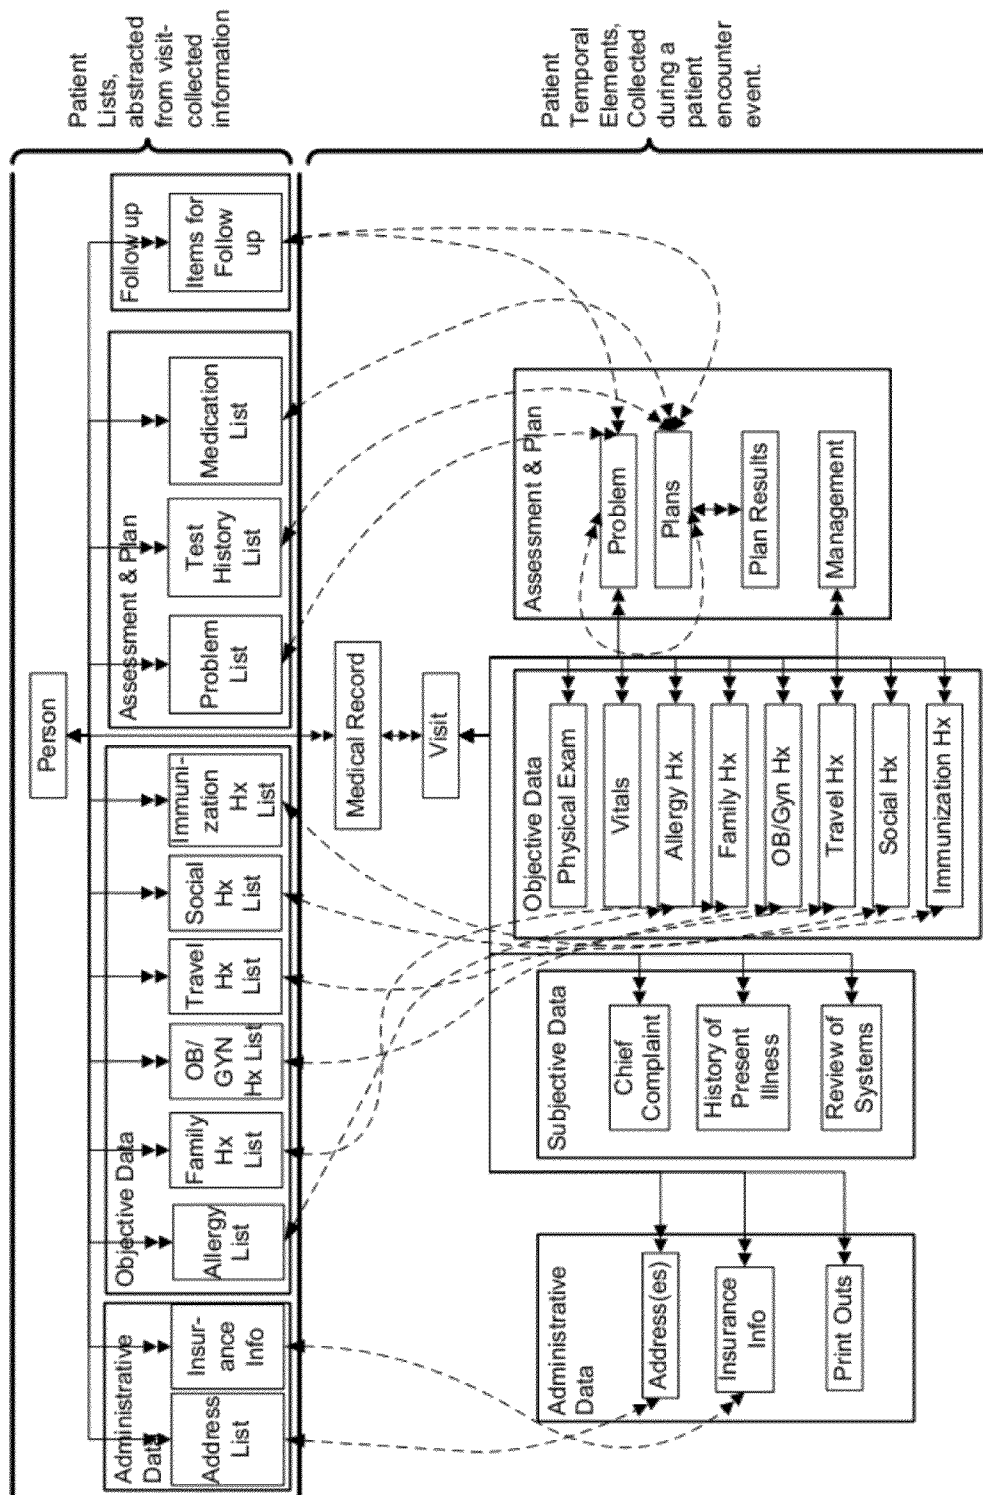 Person
Patient
Lists,
abstracted
from visit-
collected
information
Administrative
Data
Address
List
Insur-
ance
Info
Objective Data
Allergy
List
Family
Hx
List
OB/
GYN
Hx List
Travel
Hx
List
Social
Hx
List
Immuni-
zation
Hx
List
Assessment & Plan
Problem
List
Test
History
List
Medication
List
Follow up
Items for
Follow
up
Medical Record
Visit
Patient
Temporal
Elements,
Collected
during a
patient
encounter
event.
Administrative
Data
Address(es)
Insurance
Info
Print Outs
Subjective Data
Chief
Complaint
History of
Present
Illness
Review of
Systems
Objective Data
Physical Exam
Vitals
Allergy Hx
Family Hx
OB/Gyn Hx
Travel Hx
Social Hx
Immunization Hx
Assessment & Plan
Problem
Plans
Plan Results
Management